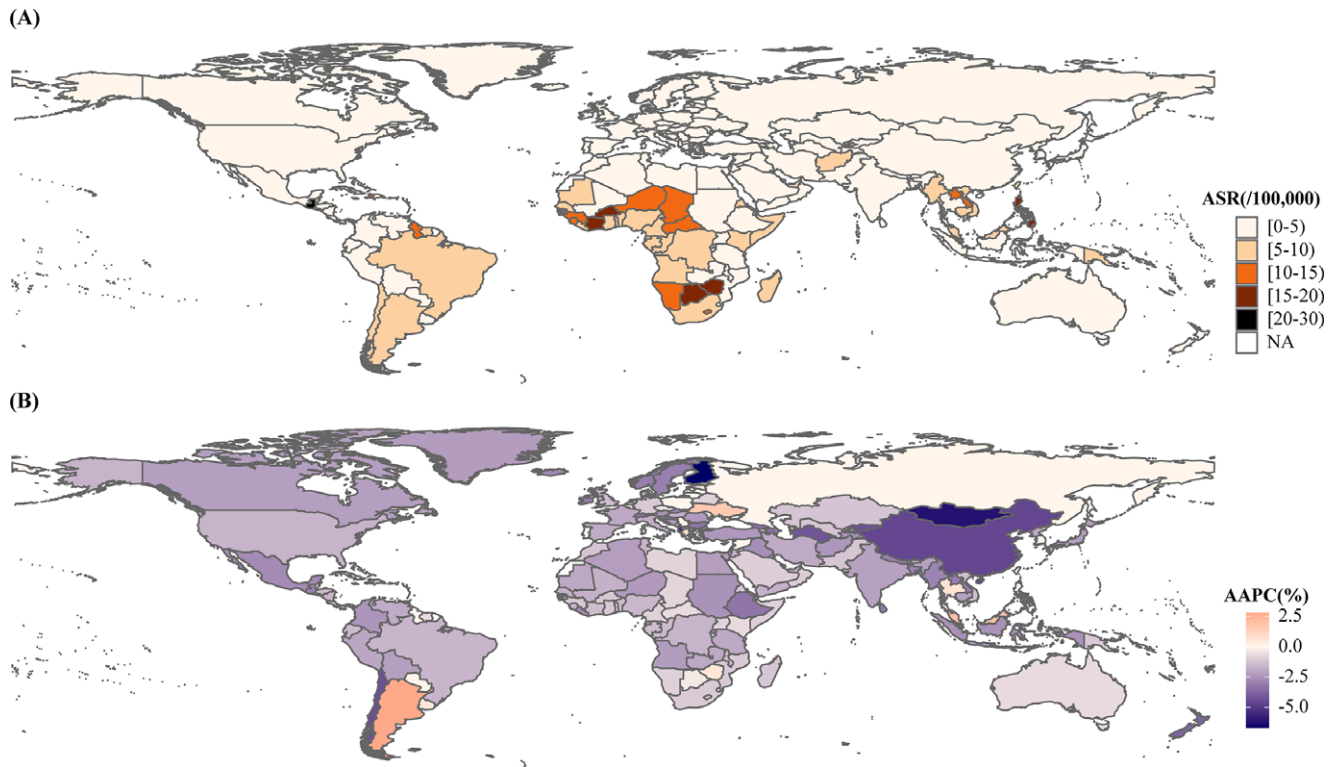 (A)
ASR(/100,000)
[0-5)
[5-10)
[10-15)
[15-20)
[20-30)
NA
(B)
AAPC(%)
2.5
0.0
-2.5
-5.0